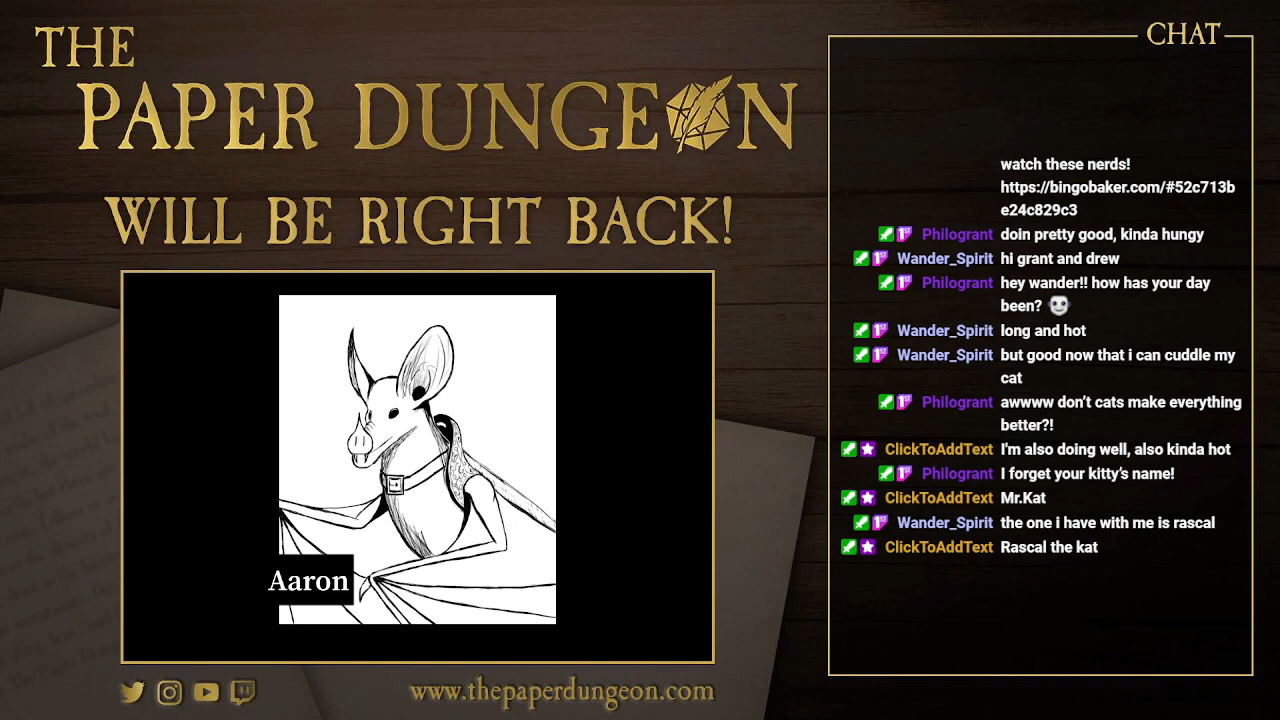 THE
PAPER DUNGEON
WILL BE RIGHT BACK!
Aaron
www.thepaperdungeon.com
CHAT
watch these nerds!
https://bingobaker.com/#52c713b
e24c829c3
Philogrant doin pretty good, kinda hungy
Wander_Spirit hi grant and drew
Philogrant hey wander!! how has your day
been?
Wander_Spirit long and hot
Wander_Spirit but good now that i can cuddle my
cat
Philogrant awwww don't cats make everything
better?!
ClickToAddText I'm also doing well, also kinda hot
Philogrant I forget your kitty's name!
ClickToAddText Mr.Kat
Wander_Spirit the one i have with me is rascal
ClickToAddText Rascal the kat